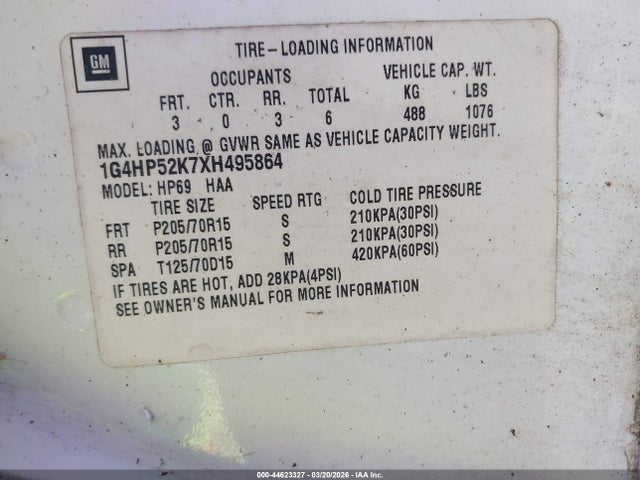 GM
TIRE-LOADING INFORMATION
OCCUPANTS VEHICLE CAP. WT.
FRT. CTR. RR. TOTAL KG LBS
3 0 3 6 488 1076
MAX. LOADING @ GVWR SAME AS VEHICLE CAPACITY WEIGHT.
1G4HP52K7XH495864
MODEL: HP69 HAA
TIRE SIZE SPEED RTG COLD TIRE PRESSURE
FRT P205/70R15 S 210KPA(30PSI)
RR P205/70R15 S 210KPA(30PSI)
SPA T125/70D15 M 420KPA(60PSI)
IF TIRES ARE HOT, ADD 28KPA(4PSI)
SEE OWNER'S MANUAL FOR MORE INFORMATION
000-44623327 - 03/20/2026 - IAA Inc.